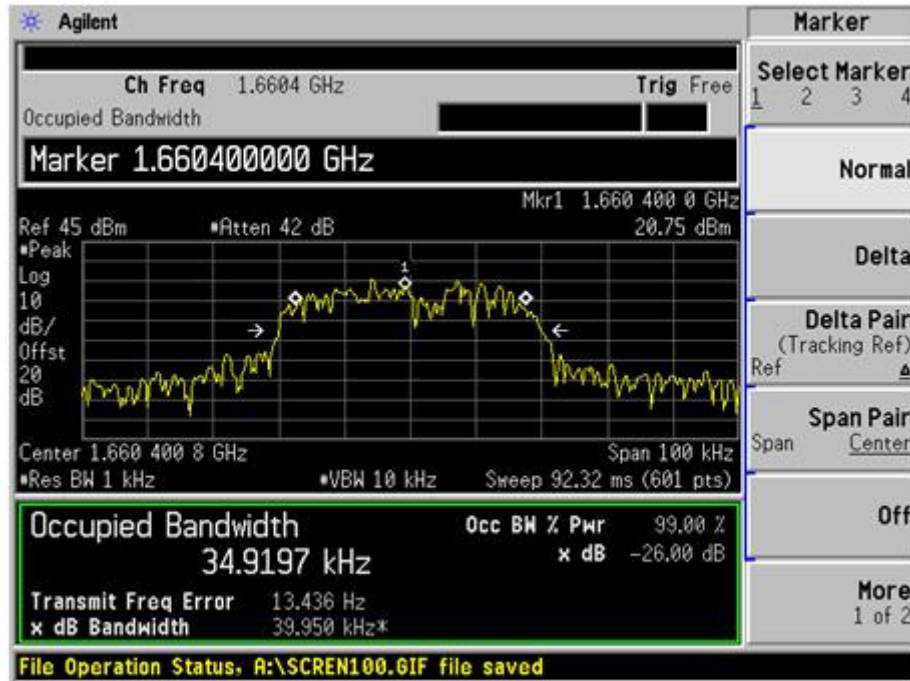 Agilent
Marker
Ch Freq 1.6604 GHz Trig Free
Occupied Bandwidth
Marker 1.660400000 GHz
Mkr1 1.660 400 0 GHz
Ref 45 dBm *Atten 42 dB 20.75 dBm
*Peak
Log
10
dB/
Offst
20
dB
1
Center 1.660 400 8 GHz Span 100 kHz
*Res BW 1 kHz *VBW 10 kHz Sweep 92.32 ms (601 pts)
Occupied Bandwidth
34.9197 kHz
Occ BW % Pwr 99.00 %
x dB -26.00 dB
Transmit Freq Error 13.436 Hz
x dB Bandwidth 39.950 kHz*
Select Marker
1 2 3 4
Normal
Delta
Delta Pair
(Tracking Ref)
Ref Δ
Span Pair
Span Center
Off
More
1 of 2
File Operation Status, A:\SCREN100.GIF file saved